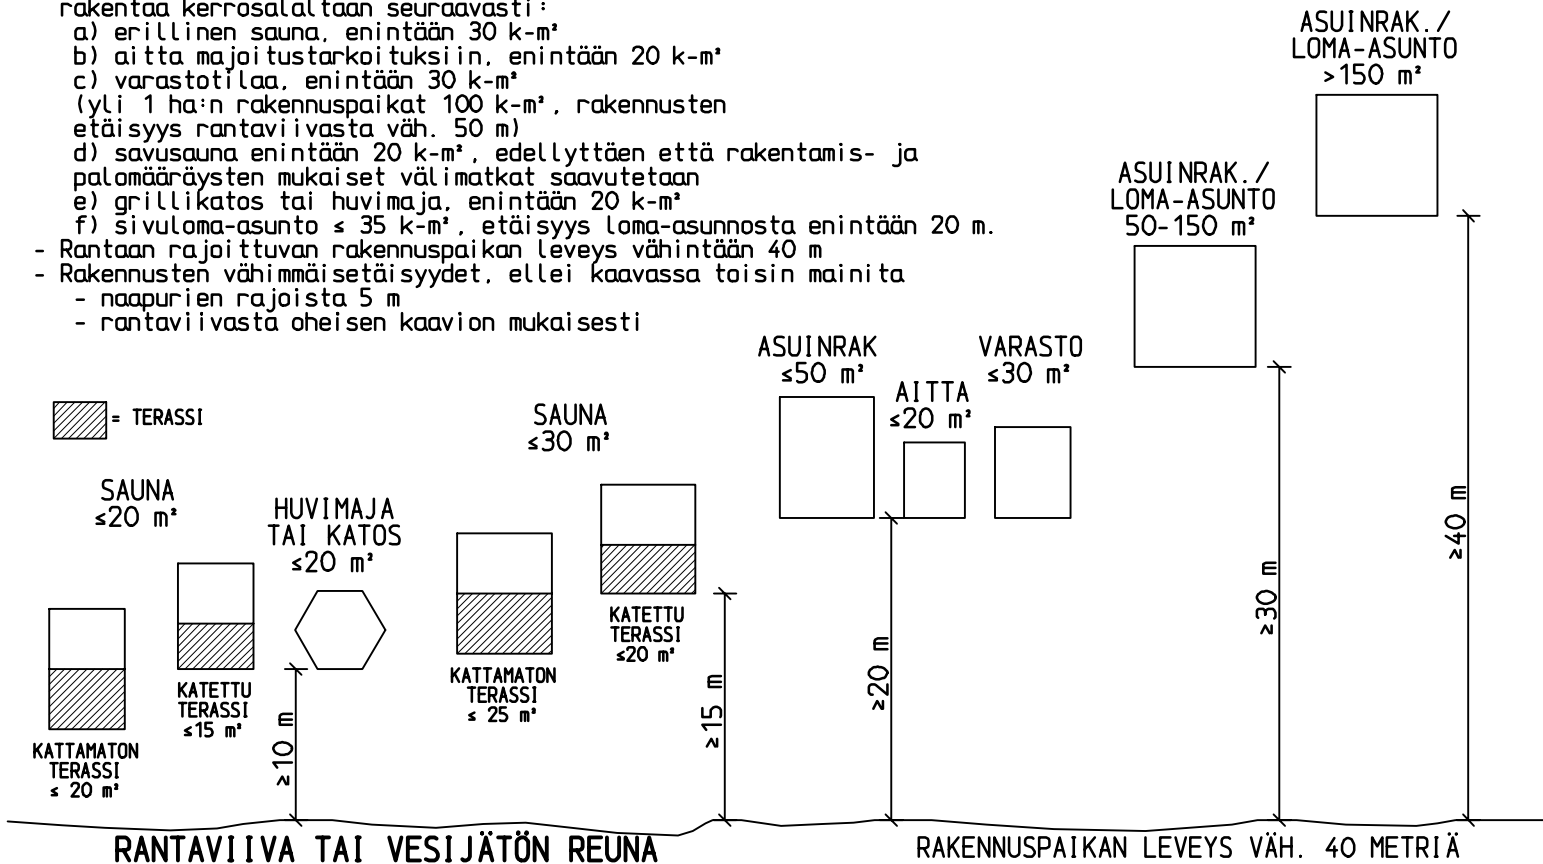 rakentaa kerrosalaltaan seuraavasti:
a) erillinen sauna, enintään 30 k-m²
b) aitta majoitustarkoituksiin, enintään 20 k-m²
c) varastotilaa, enintään 30 k-m²
(yli 1 ha:n rakennuspaikat 100 k-m², rakennusten
etäisyys rantaviivasta väh. 50 m)
d) savusauna enintään 20 k-m², edellyttäen että rakentamis- ja
palomääräysten mukaiset välimatkat saavutetaan
e) grillikatos tai huvimaja, enintään 20 k-m²
f) sivuloma-asunto ≤ 35 k-m², etäisyys loma-asunnosta enintään 20 m.
- Rantaan rajoittuvan rakennuspaikan leveys vähintään 40 m
- Rakennusten vähimmäisetäisyydet, ellei kaavassa toisin mainita
- naapurien rajoista 5 m
- rantaviivasta oheisen kaavion mukaisesti
= TERASSI
SAUNA
≤20 m²
KATTAMATON
TERASSI
≤ 20 m²
KATETTU
TERASSI
≤15 m²
HUVIMAJA
TAI KATOS
≤20 m²
≥10 m
SAUNA
≤30 m²
KATTAMATON
TERASSI
≤ 25 m²
KATETTU
TERASSI
≤20 m²
≥15 m
ASUINRAK
≤50 m²
AITTA
≤20 m²
VARASTO
≤30 m²
≥20 m
ASUINRAK./
LOMA-ASUNTO
50-150 m²
≥30 m
ASUINRAK./
LOMA-ASUNTO
>150 m²
≥40 m
RANTAVIIVA TAI VESIJÄTÖN REUNA
RAKENNUSPAIKAN LEVEYS VÄH. 40 METRIÄ